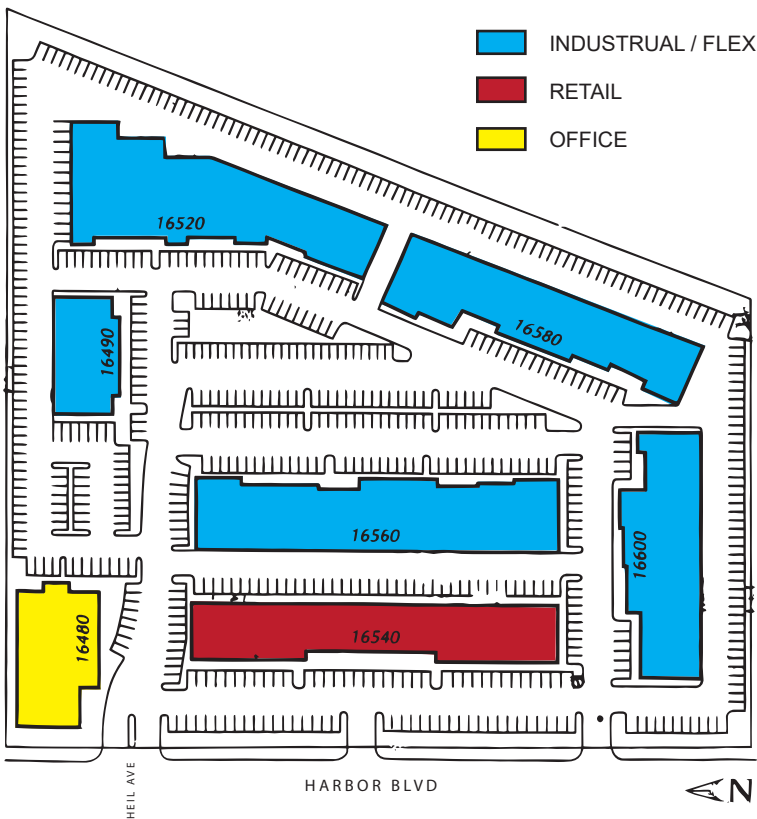 INDUSTRUAL / FLEX
RETAIL
OFFICE
16520
16580
16490
16560
16600
16540
16480
HEIL AVE
HARBOR BLVD
N